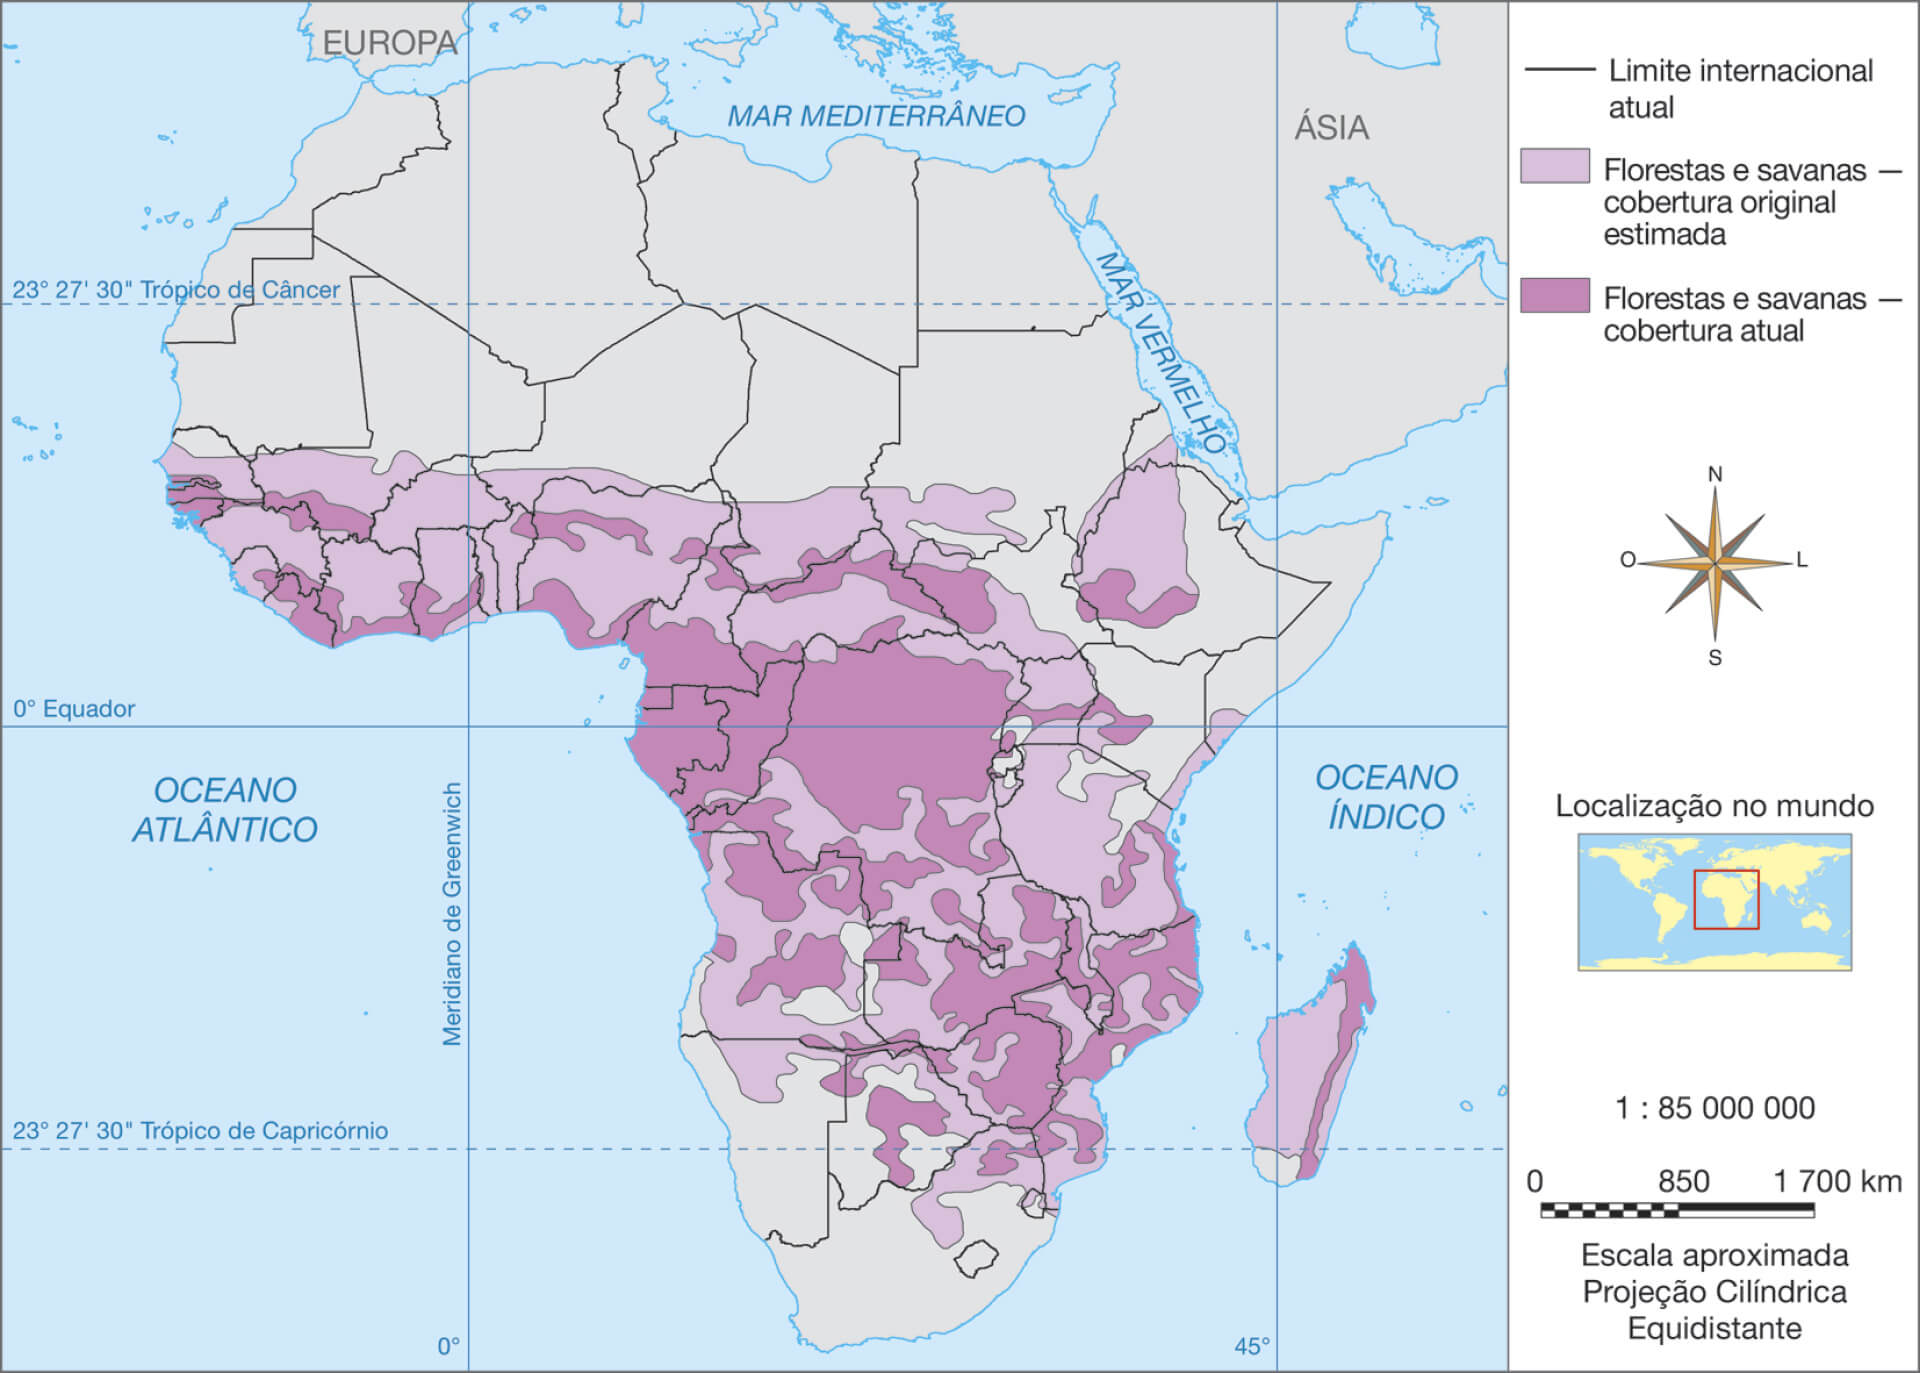 EUROPA
MAR MEDITERRÂNEO
ÁSIA
MAR VERMELHO
23° 27' 30" Trópico de Câncer
0° Equador
OCEANO
ATLÂNTICO
Meridiano de Greenwich
OCEANO
ÍNDICO
23° 27' 30" Trópico de Capricórnio
0°
45°
Limite internacional
atual
Florestas e savanas —
cobertura original
estimada
Florestas e savanas —
cobertura atual
N
O
L
S
Localização no mundo
1 : 85 000 000
0 850 1 700 km
Escala aproximada
Projeção Cilíndrica
Equidistante